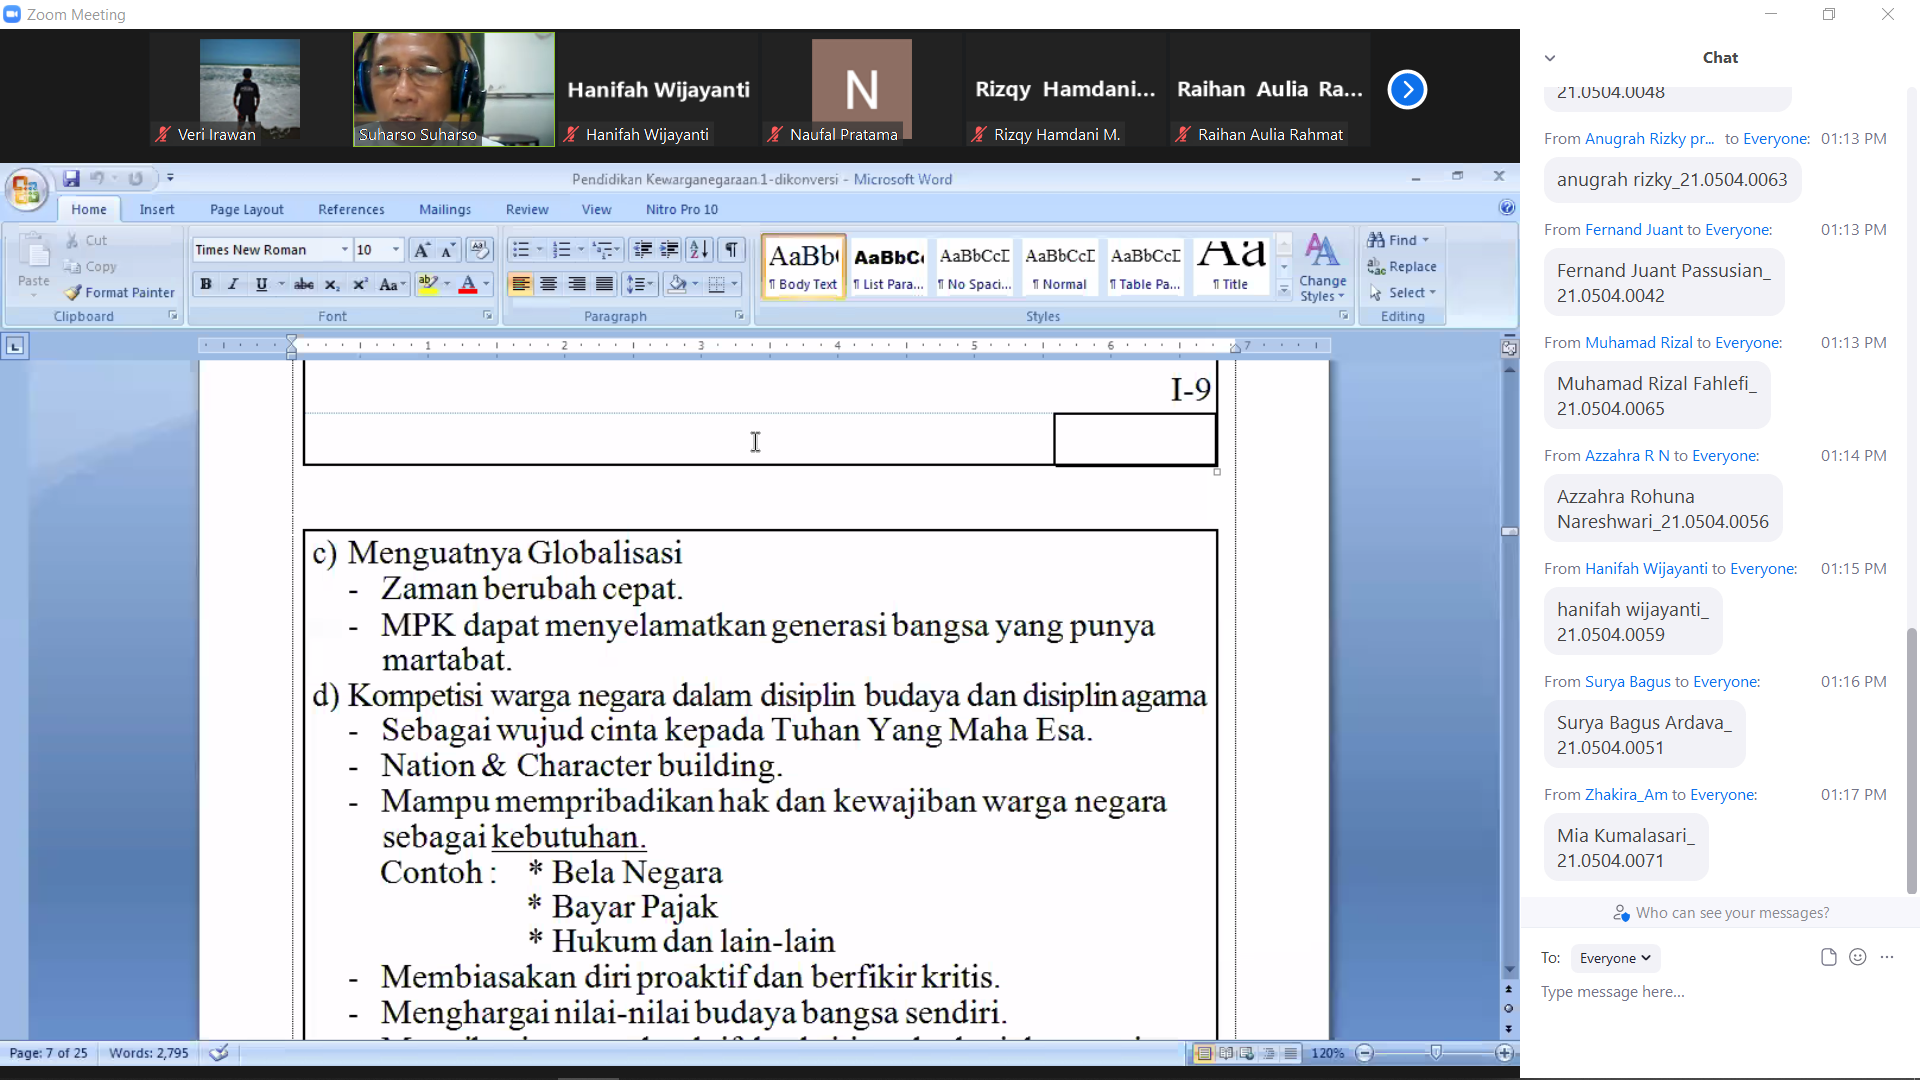 Zoom Meeting
Veri Irawan
Suharso Suharso
Hanifah Wijayanti
Hanifah Wijayanti
N
Naufal Pratama
Rizqy Hamdani...
Rizqy Hamdani M.
Raihan Aulia Ra...
Raihan Aulia Rahmat
Pendidikan Kewarganegaraan.1-dikonversi - Microsoft Word
Home Insert Page Layout References Mailings Review View Nitro Pro 10
Paste
Cut
Copy
Format Painter
Clipboard
Times New Roman 10
Font
Paragraph
AaBb( AaBbC AaBbCcI AaBbCcI AaBbCcI Aa
¶ Body Text ¶ List Para... ¶ No Spaci... ¶ Normal ¶ Table Pa... ¶ Title
Change Styles
Styles
Find
Replace
Select
Editing
1 2 3 4 5 6 7
I-9
c) Menguatnya Globalisasi
- Zaman berubah cepat.
- MPK dapat menyelamatkan generasi bangsa yang punya
martabat.
d) Kompetisi warga negara dalam disiplin budaya dan disiplin agama
- Sebagai wujud cinta kepada Tuhan Yang Maha Esa.
- Nation & Character building.
- Mampu mempribadikan hak dan kewajiban warga negara
sebagai kebutuhan.
Contoh : * Bela Negara
* Bayar Pajak
* Hukum dan lain-lain
- Membiasakan diri proaktif dan berfikir kritis.
- Menghargai nilai-nilai budaya bangsa sendiri.
Page: 7 of 25 Words: 2,795 120%
Chat
21.0504.0048
From Anugrah Rizky pr... to Everyone: 01:13 PM
anugrah rizky_21.0504.0063
From Fernand Juant to Everyone: 01:13 PM
Fernand Juant Passusian_
21.0504.0042
From Muhamad Rizal to Everyone: 01:13 PM
Muhamad Rizal Fahlefi_
21.0504.0065
From Azzahra R N to Everyone: 01:14 PM
Azzahra Rohuna
Nareshwari_21.0504.0056
From Hanifah Wijayanti to Everyone: 01:15 PM
hanifah wijayanti_
21.0504.0059
From Surya Bagus to Everyone: 01:16 PM
Surya Bagus Ardava_
21.0504.0051
From Zhakira_Am to Everyone: 01:17 PM
Mia Kumalasari_
21.0504.0071
Who can see your messages?
To: Everyone
Type message here...